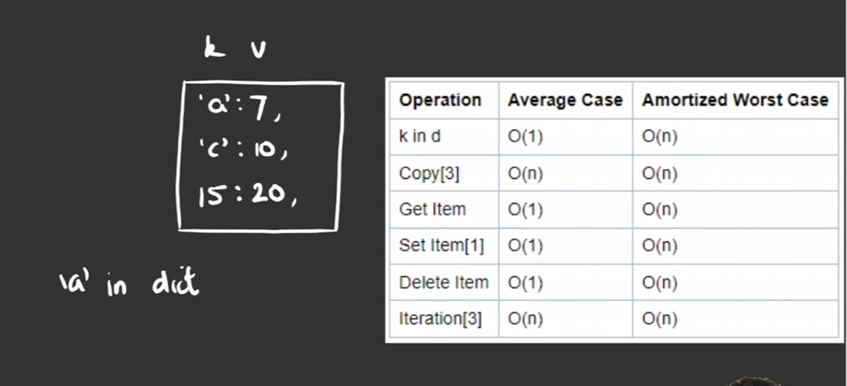 k v
'a' : 7,
'c' : 10,
15 : 20,
'a' in dict
Operation Average Case Amortized Worst Case
k in d O(1) O(n)
Copy[3] O(n) O(n)
Get Item O(1) O(n)
Set Item[1] O(1) O(n)
Delete Item O(1) O(n)
Iteration[3] O(n) O(n)